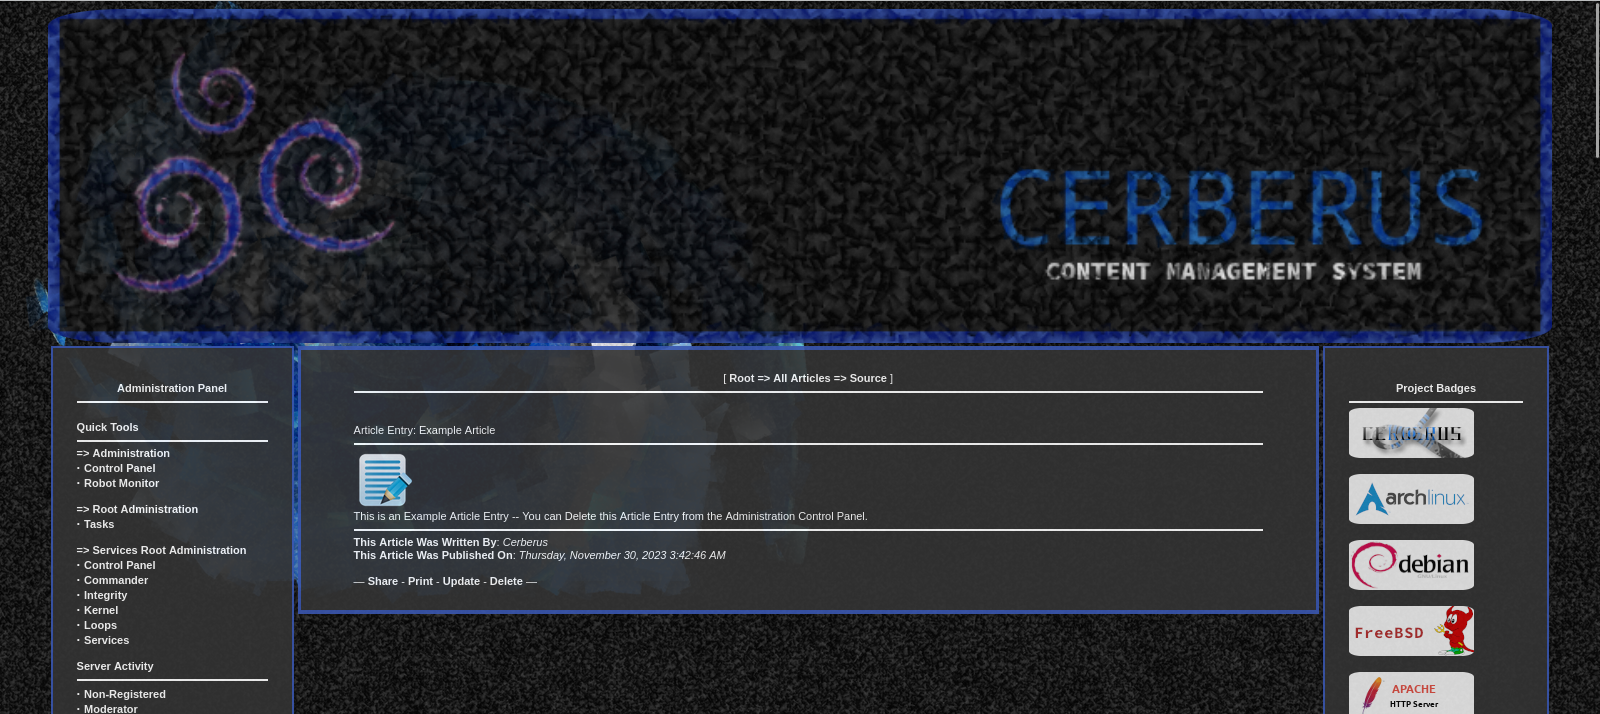 CERBERUS
CONTENT MANAGEMENT SYSTEM
Administration Panel
Quick Tools
=> Administration
· Control Panel
· Robot Monitor
=> Root Administration
· Tasks
=> Services Root Administration
· Control Panel
· Commander
· Integrity
· Kernel
· Loops
· Services
Server Activity
· Non-Registered
· Moderator
[ Root => All Articles => Source ]
Article Entry: Example Article
This is an Example Article Entry -- You can Delete this Article Entry from the Administration Control Panel.
This Article Was Written By: Cerberus
This Article Was Published On: Thursday, November 30, 2023 3:42:46 AM
— Share - Print - Update - Delete —
Project Badges
CERBERUS
archlinux
debian
FreeBSD
APACHE
HTTP Server